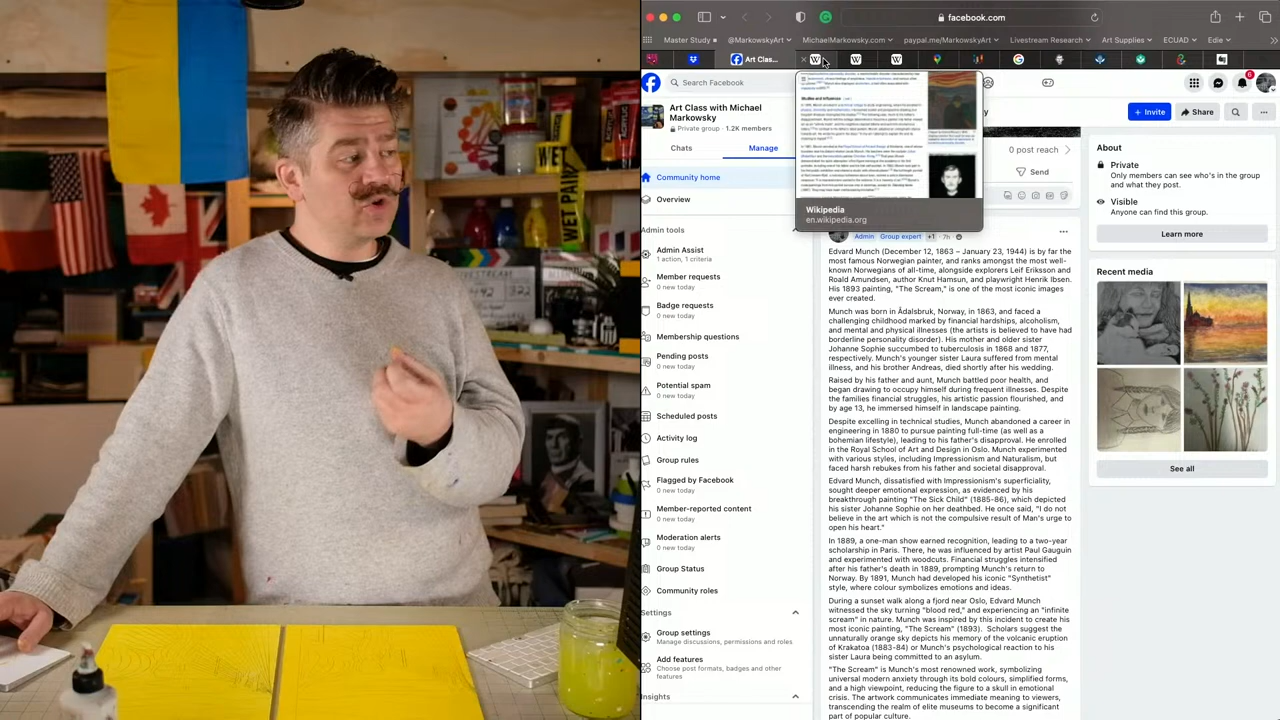 facebook.com
Master Study
@MarkowskyArt
MichaelMarkowsky.com
paypal.me/MarkowskyArt
Livestream Research
Art Supplies
ECUAD
Edie
Art Clas...
Search Facebook
Art Class with Michael
Markowsky
Private group · 1.2K members
Chats
Manage
Community home
Overview
Admin tools
Admin Assist
1 action, 1 criteria
Member requests
0 new today
Badge requests
0 new today
Membership questions
Pending posts
0 new today
Potential spam
0 new today
Scheduled posts
Activity log
Group rules
Flagged by Facebook
0 new today
Member-reported content
0 new today
Moderation alerts
0 new today
Group Status
Community roles
Settings
Group settings
Manage discussions, permissions and roles
Add features
Choose post formats, badges and other
features
Insights
Wikipedia
en.wikipedia.org
+ Invite
Share
0 post reach
Send
Admin Group expert +1 · 7h ·
Edvard Munch (December 12, 1863 – January 23, 1944) is by far the
most famous Norwegian painter, and ranks amongst the most well-
known Norwegians of all-time, alongside explorers Leif Eriksson and
Roald Amundsen, author Knut Hamsun, and playwright Henrik Ibsen.
His 1893 painting, "The Scream," is one of the most iconic images
ever created.
Munch was born in Ådalsbruk, Norway, in 1863, and faced a
challenging childhood marked by financial hardships, alcoholism,
and mental and physical illnesses (the artists is believed to have had
borderline personality disorder). His mother and older sister
Johanne Sophie succumbed to tuberculosis in 1868 and 1877,
respectively. Munch's younger sister Laura suffered from mental
illness, and his brother Andreas, died shortly after his wedding.
Raised by his father and aunt, Munch battled poor health, and
began drawing to occupy himself during frequent illnesses. Despite
the families financial struggles, his artistic passion flourished, and
by age 13, he immersed himself in landscape painting.
Despite excelling in technical studies, Munch abandoned a career in
engineering in 1880 to pursue painting full-time (as well as a
bohemian lifestyle), leading to his father's disapproval. He enrolled
in the Royal School of Art and Design in Oslo. Munch experimented
with various styles, including Impressionism and Naturalism, but
faced harsh rebukes from his father and societal disapproval.
Edvard Munch, dissatisfied with Impressionism's superficiality,
sought deeper emotional expression, as evidenced by his
breakthrough painting "The Sick Child" (1885-86), which depicted
his sister Johanne Sophie on her deathbed. He once said, "I do not
believe in the art which is not the compulsive result of Man's urge to
open his heart."
In 1889, a one-man show earned recognition, leading to a two-year
scholarship in Paris. There, he was influenced by artist Paul Gauguin
and experimented with woodcuts. Financial struggles intensified
after his father's death in 1889, prompting Munch's return to
Norway. By 1891, Munch had developed his iconic "Synthetist"
style, where colour symbolizes emotions and ideas.
During a sunset walk along a fjord near Oslo, Edvard Munch
witnessed the sky turning "blood red," and experiencing an "infinite
scream" in nature. Munch was inspired by this incident to create his
most iconic painting, "The Scream" (1893). Scholars suggest the
unnaturally orange sky depicts his memory of the volcanic eruption
of Krakatoa (1883-84) or Munch's psychological reaction to his
sister Laura being committed to an asylum.
"The Scream" is Munch's most renowned work, symbolizing
universal modern anxiety through its bold colours, simplified forms,
and a high viewpoint, reducing the figure to a skull in emotional
crisis. The artwork communicates immediate meaning to viewers,
transcending the realm of elite museums to become a significant
part of popular culture.
About
Private
Only members can see who's in the group
and what they post.
Visible
Anyone can find this group.
Learn more
Recent media
See all
WET PAINT